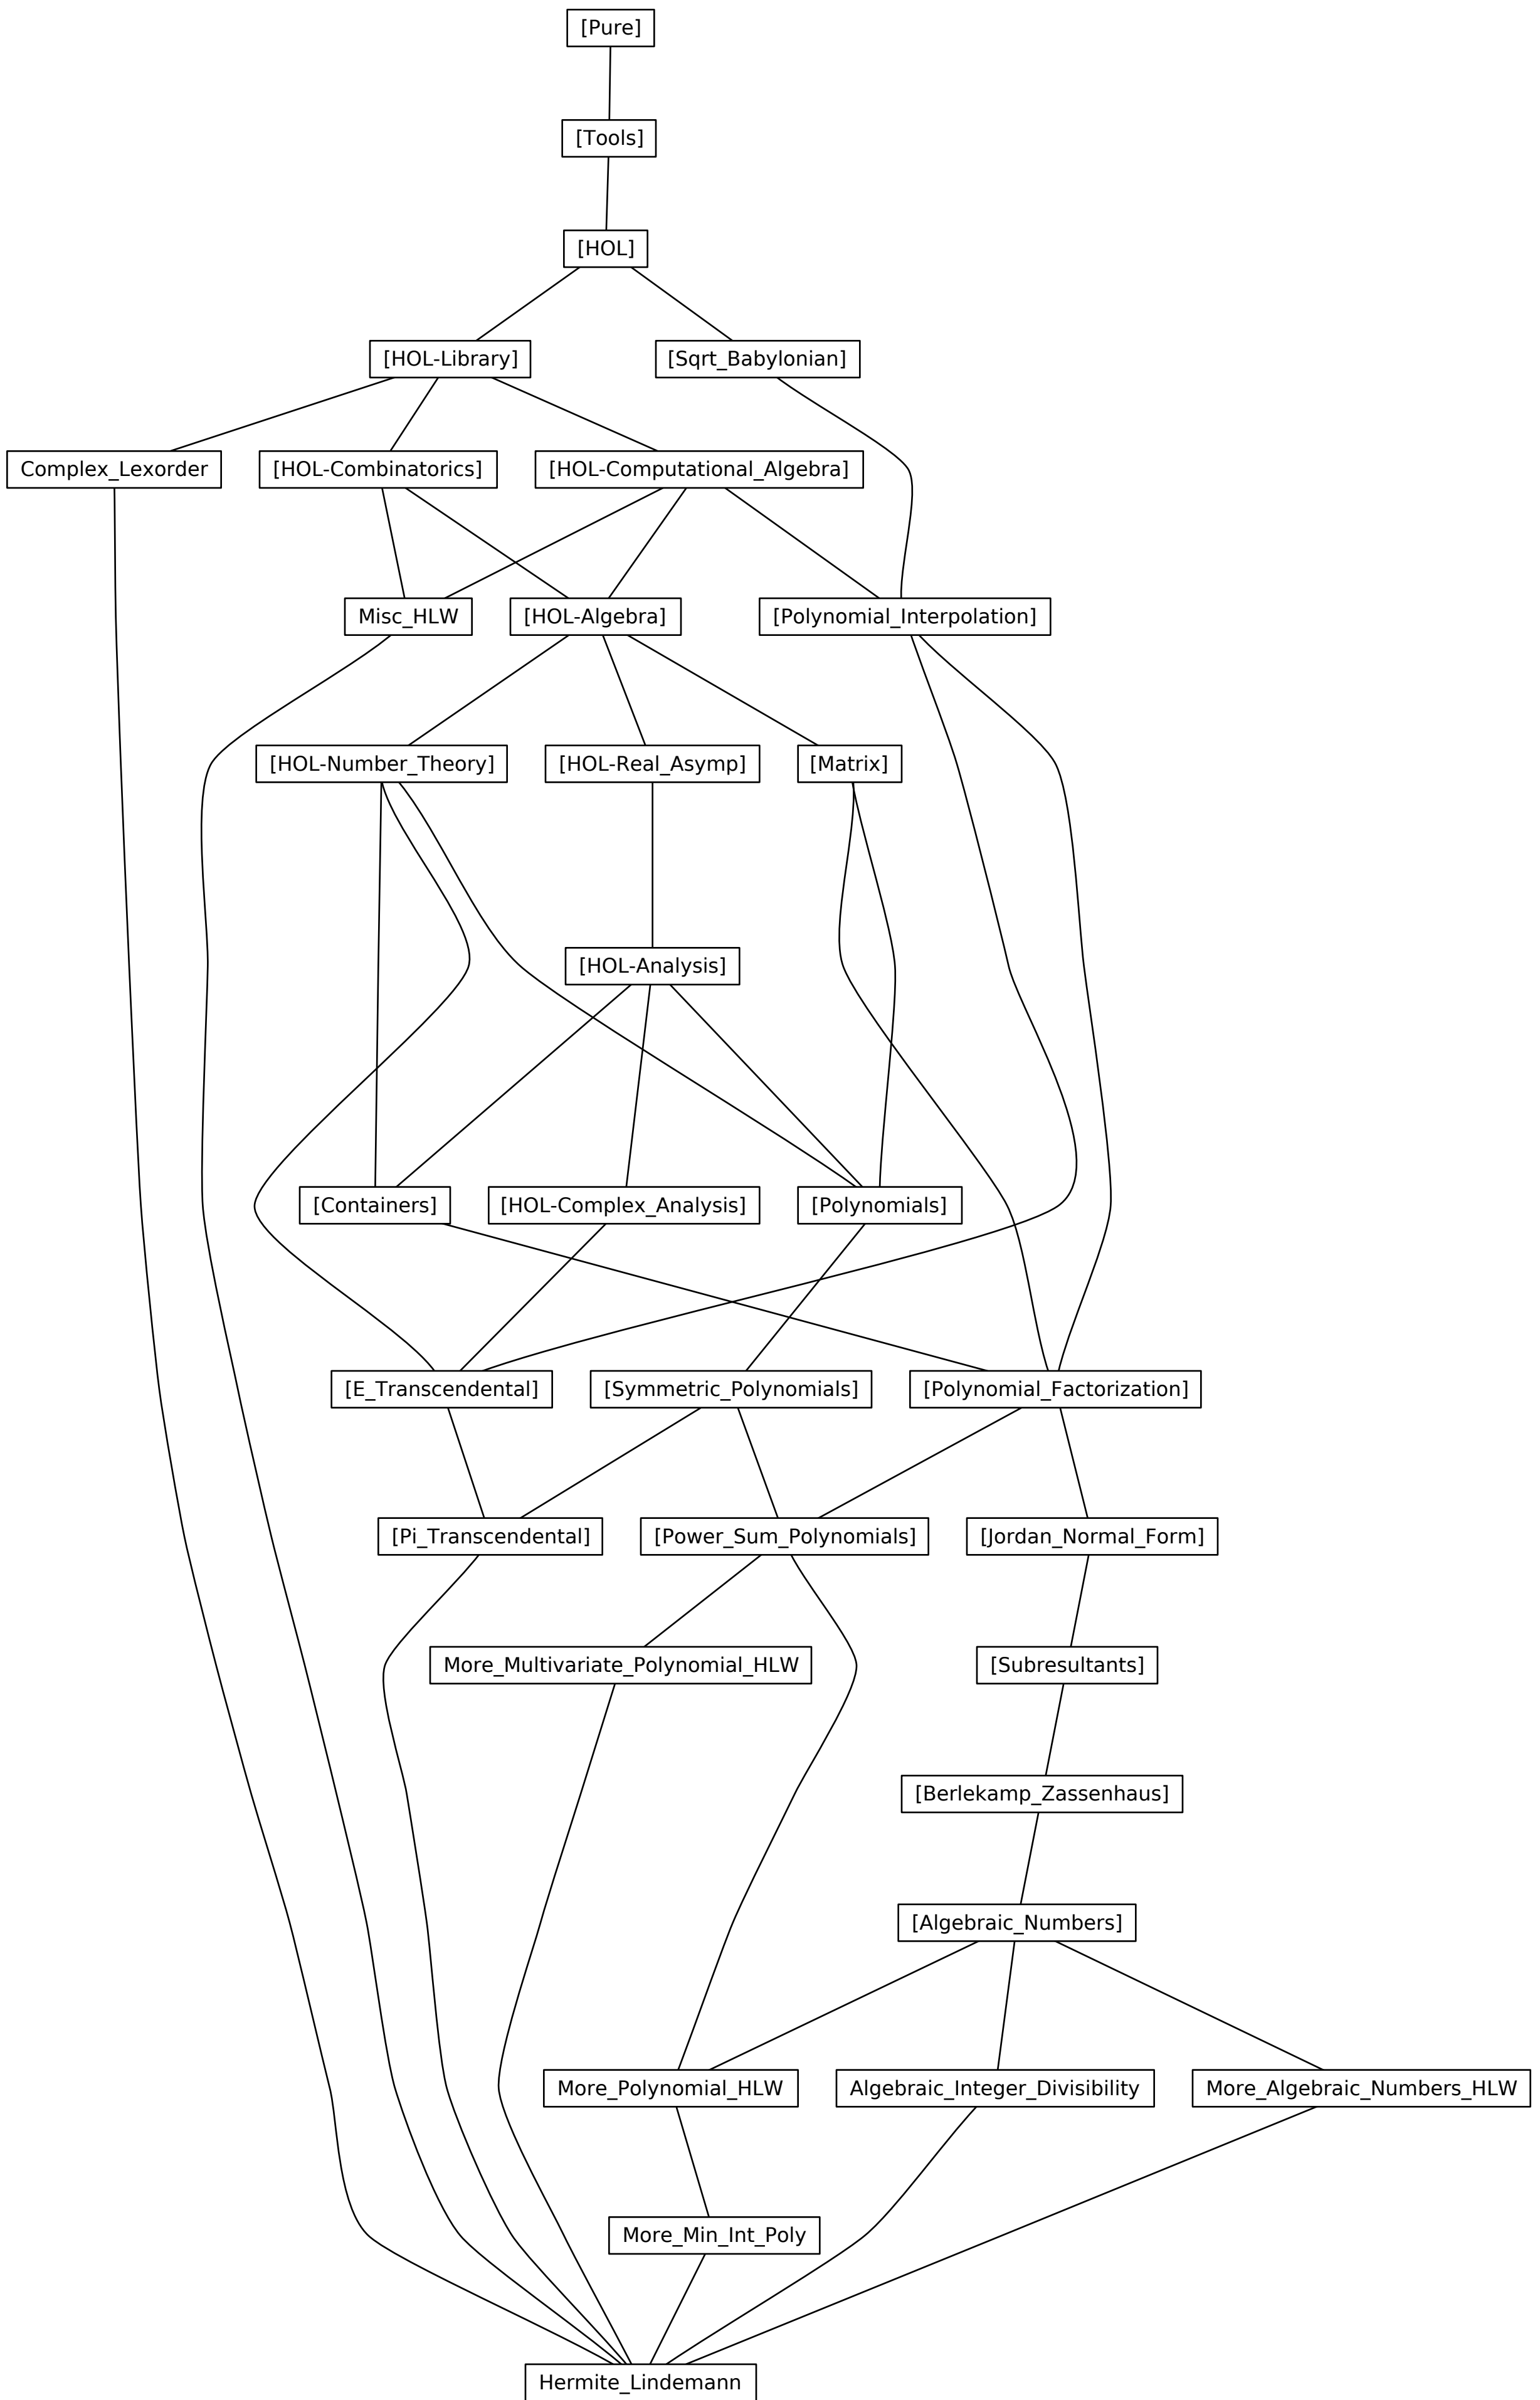 [Pure]
[Tools]
[HOL]
[HOL-Library]
[Sqrt_Babylonian]
Complex_Lexorder
[HOL-Combinatorics]
[HOL-Computational_Algebra]
Misc_HLW
[HOL-Algebra]
[Polynomial_Interpolation]
[HOL-Number_Theory]
[HOL-Real_Asymp]
[Matrix]
[HOL-Analysis]
[Containers]
[HOL-Complex_Analysis]
[Polynomials]
[E_Transcendental]
[Symmetric_Polynomials]
[Polynomial_Factorization]
[Pi_Transcendental]
[Power_Sum_Polynomials]
[Jordan_Normal_Form]
More_Multivariate_Polynomial_HLW
[Subresultants]
[Berlekamp_Zassenhaus]
[Algebraic_Numbers]
More_Polynomial_HLW
Algebraic_Integer_Divisibility
More_Algebraic_Numbers_HLW
More_Min_Int_Poly
Hermite_Lindemann